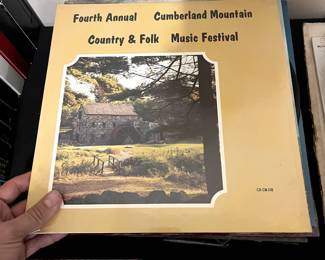 Fourth Annual Cumberland Mountain
Country & Folk Music Festival